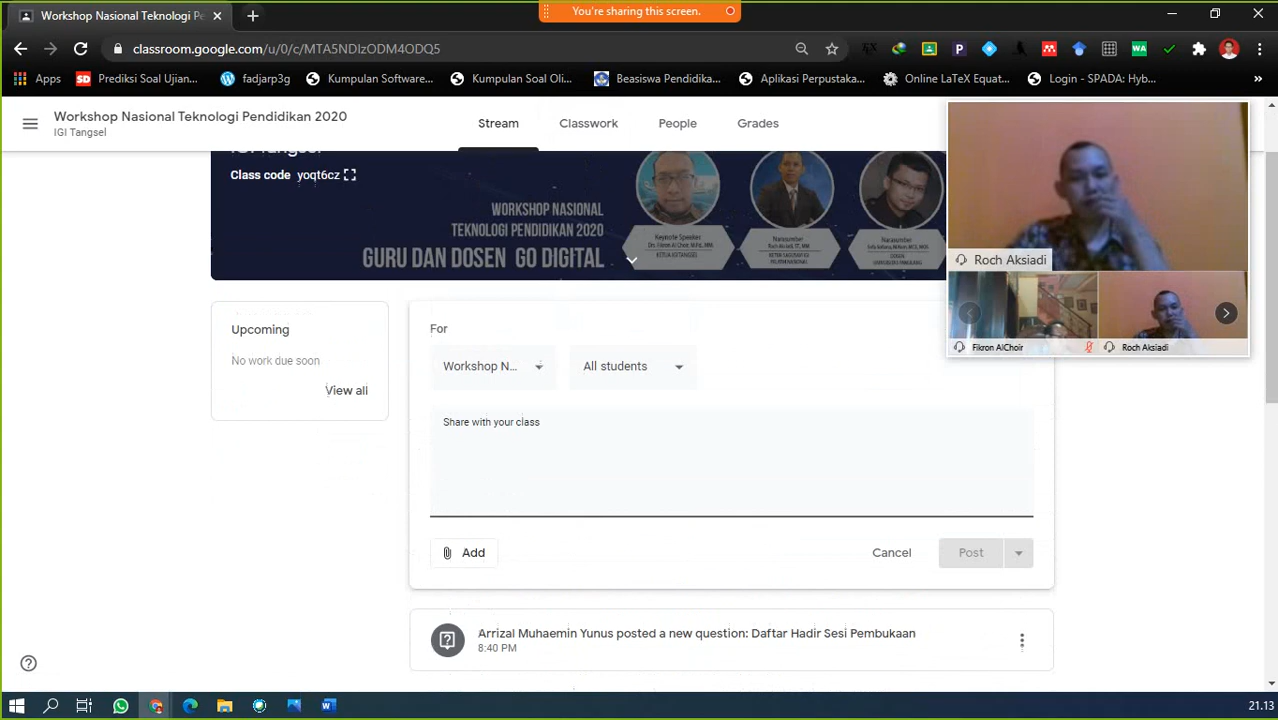 Workshop Nasional Teknologi Pe
You're sharing this screen.
classroom.google.com/u/0/c/MTA5NDIzODM4ODQ5
Apps
Prediksi Soal Ujian...
fadjarp3g
Kumpulan Software...
Kumpulan Soal Oli...
Beasiswa Pendidika...
Aplikasi Perpustaka...
Online LaTeX Equat...
Login - SPADA: Hyb...
»
Workshop Nasional Teknologi Pendidikan 2020
IGI Tangsel
Stream
Classwork
People
Grades
IGI Tangsel
Class code yoqt6cz
WORKSHOP NASIONAL
TEKNOLOGI PENDIDIKAN 2020
GURU DAN DOSEN GO DIGITAL
Keynote Speaker
Narasumber
Narasumber
Roch Aksiadi
Fikron AlChoir
Roch Aksiadi
Upcoming
No work due soon
View all
For
Workshop N...
All students
Share with your class
Add
Cancel
Post
Arrizal Muhaemin Yunus posted a new question: Daftar Hadir Sesi Pembukaan
8:40 PM
21.13